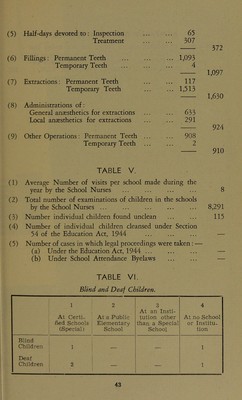 (5) Half-days devoted to: Inspection ... ... 65
Treatment ... 507
572
(6) Fillings: Permanent Teeth ... ... 1,093
Temporary Teeth ... ... 4
1,097
(7) Extractions: Permanent Teeth ... 117
Temporary Teeth ... 1,513
1,630
(8) Administrations of:
General anæsthetics for extractions ... 633
Local anæsthetics for extractions ... 291
924
(9) Other Operations: Permanent Teeth ... 908
Temporary Teeth ... 2
910
TABLE V.
(1) Average Number of visits per school made during the
year by the School Nurses ... ... ... ... 8
(2) Total number of examinations of children in the schools
by the School Nurses ... ... ... ... ... 8,291
(3) Number individual children found unclean ... ... 115
(4) Number of individual children cleansed under Section
54 of the Education Act, 1944 ... ... ... —
(5) Number of cases in which legal proceedings were taken:—
(a) Under the Education Act, 1944 ... ... ... —
(b) Under School Attendance Byelaws ... ... —
TABLE VI.
Blind and Deaf Children.
1 2 3 4
At Certified Schools (Special) At a Public Elementary School At an Institution other than a Special School At no School or Institution
Blind
Children 1 — — 1
Deaf
Children 3 — — 1
43